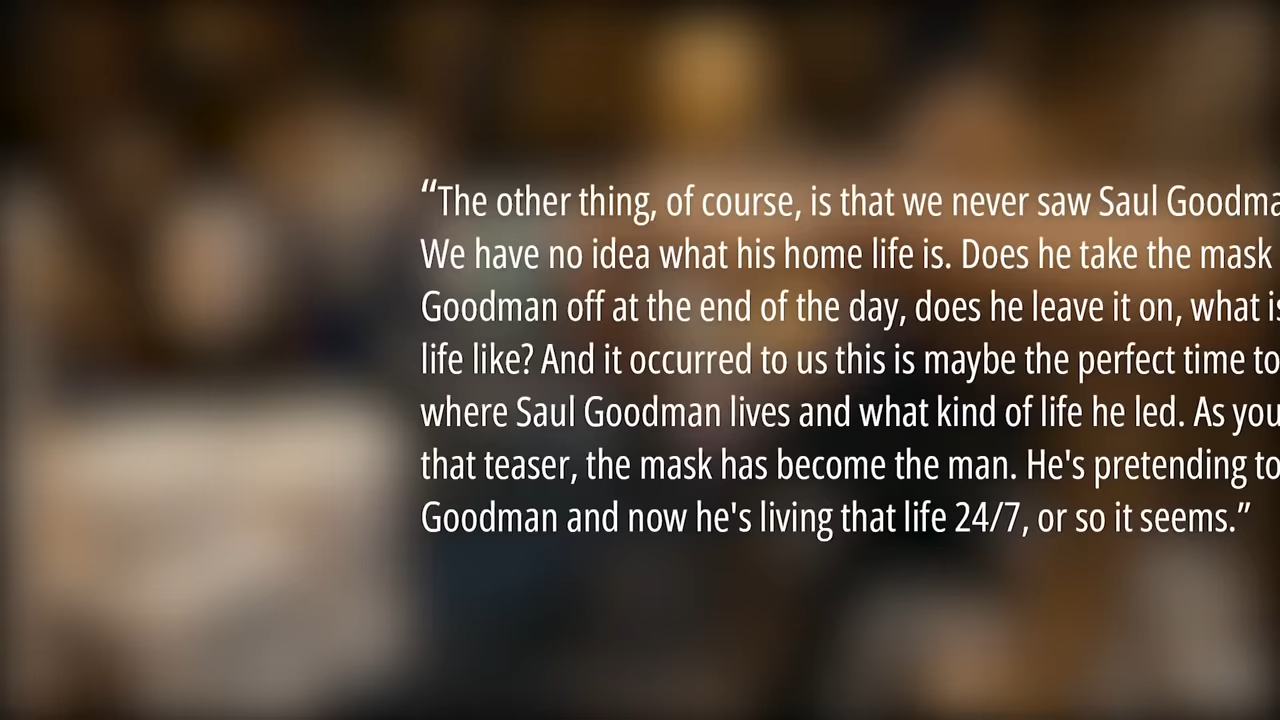 “The other thing, of course, is that we never saw Saul
We have no idea what his home life is. Does he take the mask
Goodman off at the end of the day, does he leave it on, what
life like? And it occurred to us this is maybe the perfect time to
where Saul Goodman lives and what kind of life he led. As you
that teaser, the mask has become the man. He's pretending to
Goodman and now he's living that life 24/7, or so it seems.”